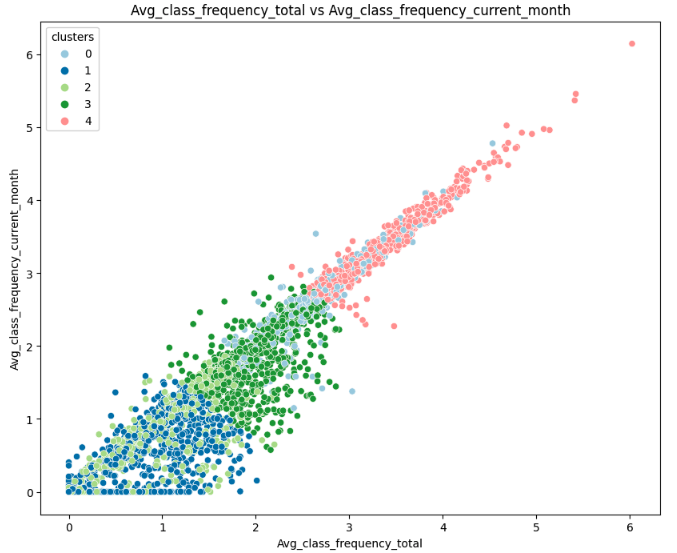 Avg_class_frequency_total vs Avg_class_frequency_current_month
clusters
0
1
2
3
4
Avg_class_frequency_current_month
6
5
4
3
2
1
0
0 1 2 3 4 5 6
Avg_class_frequency_total